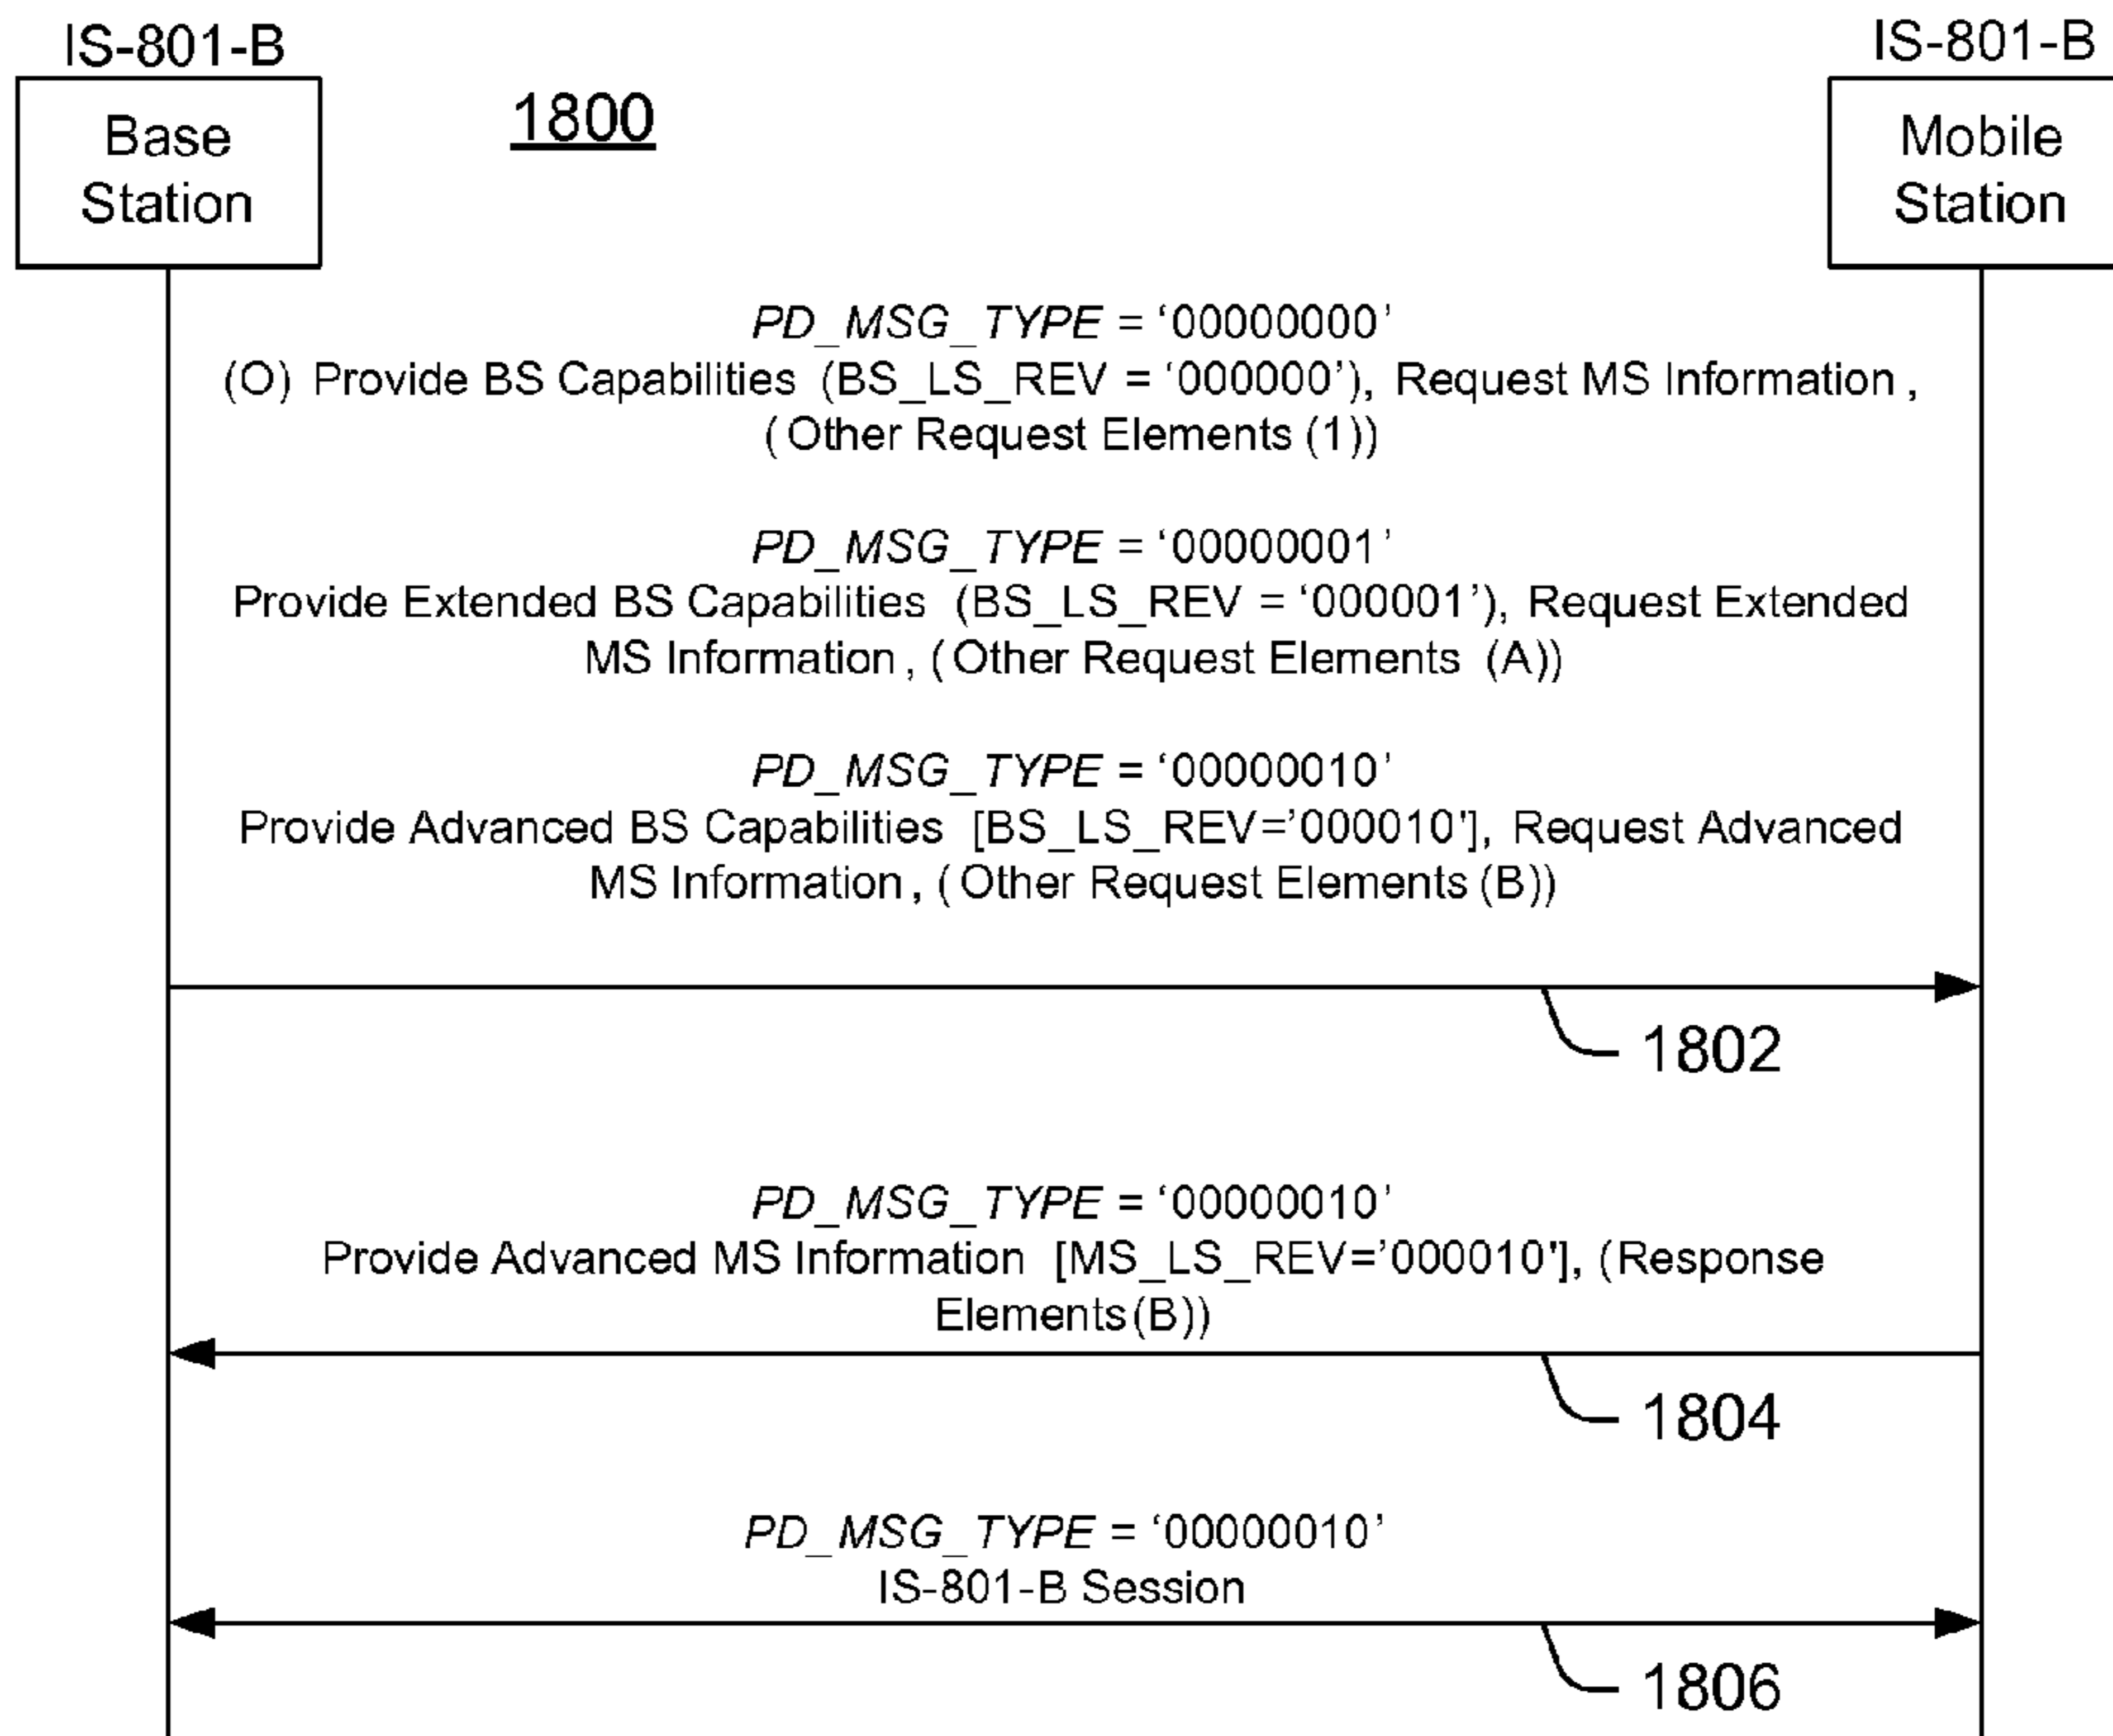 IS-801-B
IS-801-B
Base
Station
1800
Mobile
Station
PD_MSG_TYPE = ‘00000000’
(O) Provide BS Capabilities (BS_LS_REV = ‘000000’), Request MS Information,
(Other Request Elements (1))
PD_MSG_TYPE = ‘00000001’
Provide Extended BS Capabilities (BS_LS_REV = ‘000001’), Request Extended
MS Information, (Other Request Elements (A))
PD_MSG_TYPE = ‘00000010’
Provide Advanced BS Capabilities [BS_LS_REV=’000010'], Request Advanced
MS Information, (Other Request Elements (B))
1802
PD_MSG_TYPE = ‘00000010’
Provide Advanced MS Information [MS_LS_REV=’000010'], (Response
Elements (B))
1804
PD_MSG_TYPE = ‘00000010’
IS-801-B Session
1806